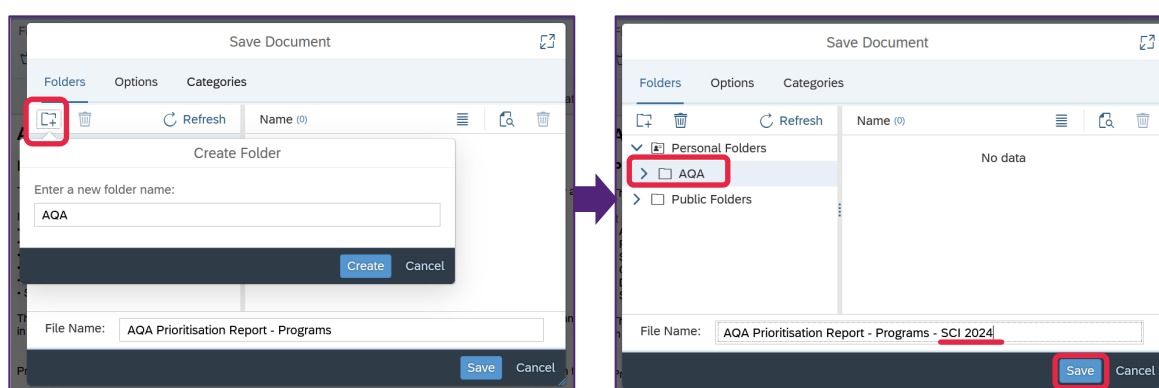 Save Document
Folders Options Categories
Refresh Name (0)
Create Folder
Enter a new folder name:
AQA
Create Cancel
File Name: AQA Prioritisation Report - Programs
Save Cancel
Save Document
Folders Options Categories
Refresh Name (0)
Personal Folders
No data
AQA
Public Folders
File Name: AQA Prioritisation Report - Programs - SCI 2024
Save Cancel